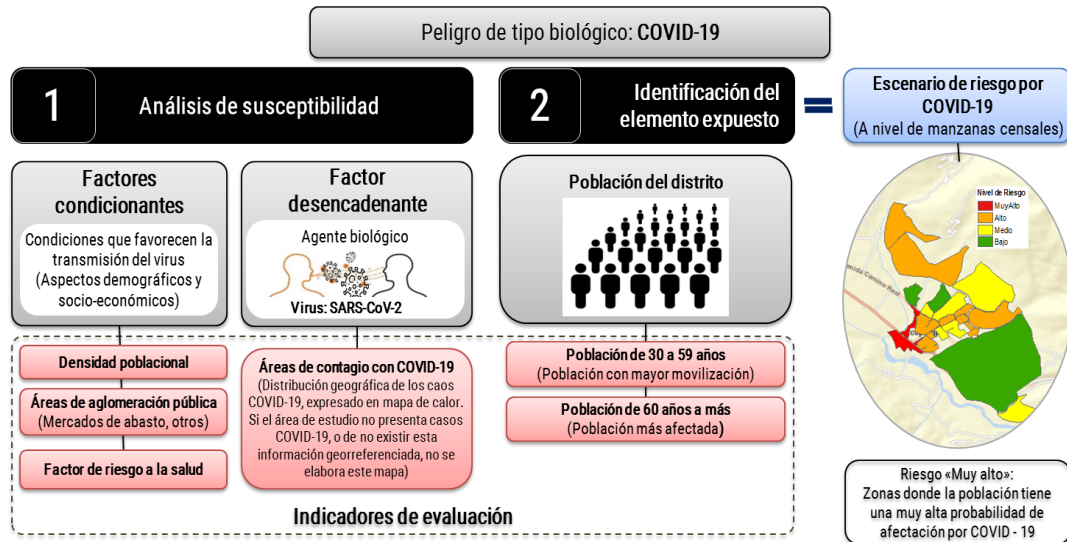 Peligro de tipo biológico: COVID-19
1
Análisis de susceptibilidad
2
Identificación del
elemento expuesto
=
Escenario de riesgo por
COVID-19
(A nivel de manzanas censales)
Factores
condicionantes
Condiciones que favorecen la
transmisión del virus
(Aspectos demográficos y
socio-económicos)
Factor
desencadenante
Agente biológico
Virus: SARS-CoV-2
Población del distrito
Nivel de Riesgo
MuyAlto
Alto
Medio
Bajo
Camino Real
Densidad poblacional
Áreas de aglomeración pública
(Mercados de abasto, otros)
Factor de riesgo a la salud
Áreas de contagio con COVID-19
(Distribución geográfica de los caos
COVID-19, expresado en mapa de calor.
Si el área de estudio no presenta casos
COVID-19, o de no existir esta
información georreferenciada, no se
elabora este mapa)
Población de 30 a 59 años
(Población con mayor movilización)
Población de 60 años a más
(Población más afectada)
Indicadores de evaluación
Riesgo «Muy alto»:
Zonas donde la población tiene
una muy alta probabilidad de
afectación por COVID - 19